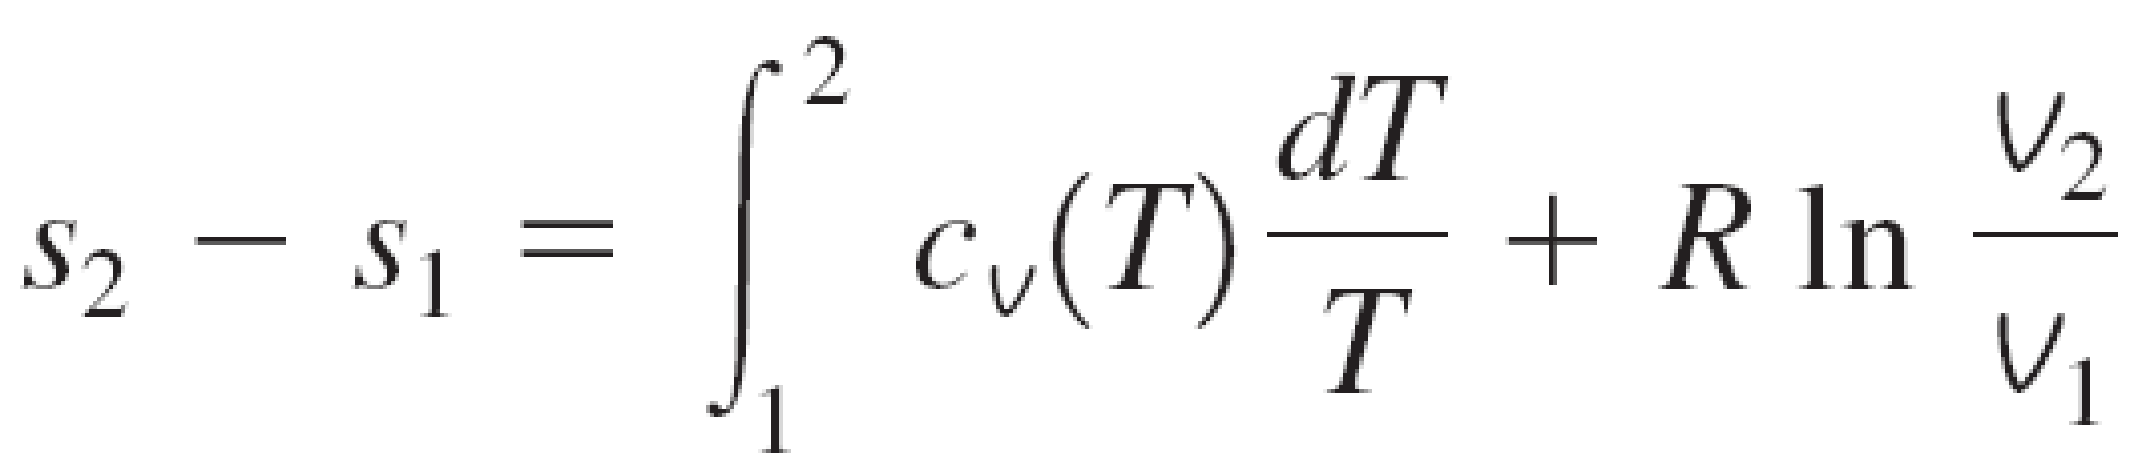 s₂ − s₁ = ∫₁² cᵥ(T) dT/T + R ln v₂/v₁